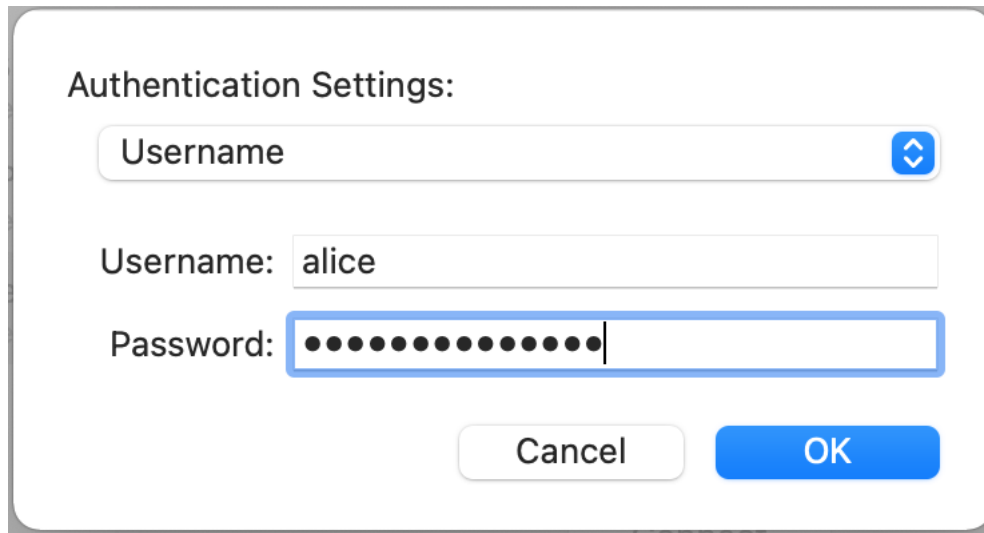 Authentication Settings:
Username
Username: alice
Password: ••••••••••••••
Cancel OK